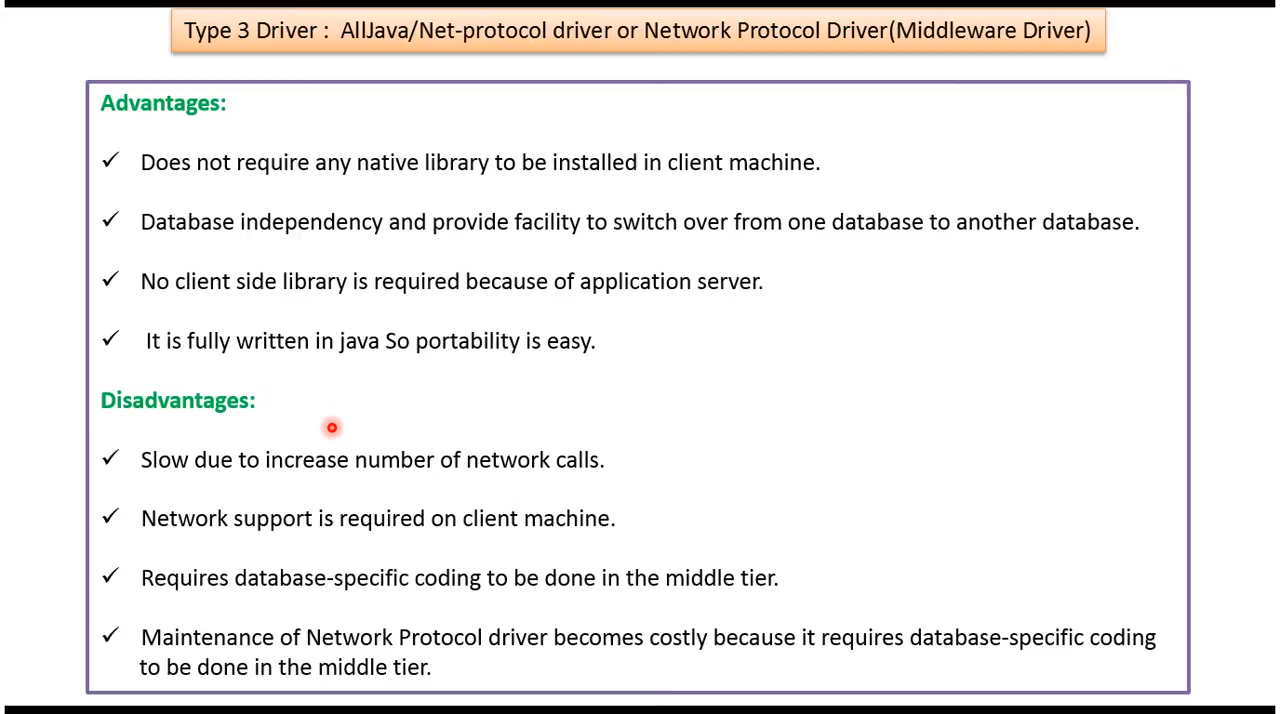 Type 3 Driver :  AllJava/Net-protocol driver or Network Protocol Driver(Middleware Driver)
Advantages:
✓ Does not require any native library to be installed in client machine.
✓ Database independency and provide facility to switch over from one database to another database.
✓ No client side library is required because of application server.
✓ It is fully written in java So portability is easy.
Disadvantages:
✓ Slow due to increase number of network calls.
✓ Network support is required on client machine.
✓ Requires database-specific coding to be done in the middle tier.
✓ Maintenance of Network Protocol driver becomes costly because it requires database-specific coding
to be done in the middle tier.